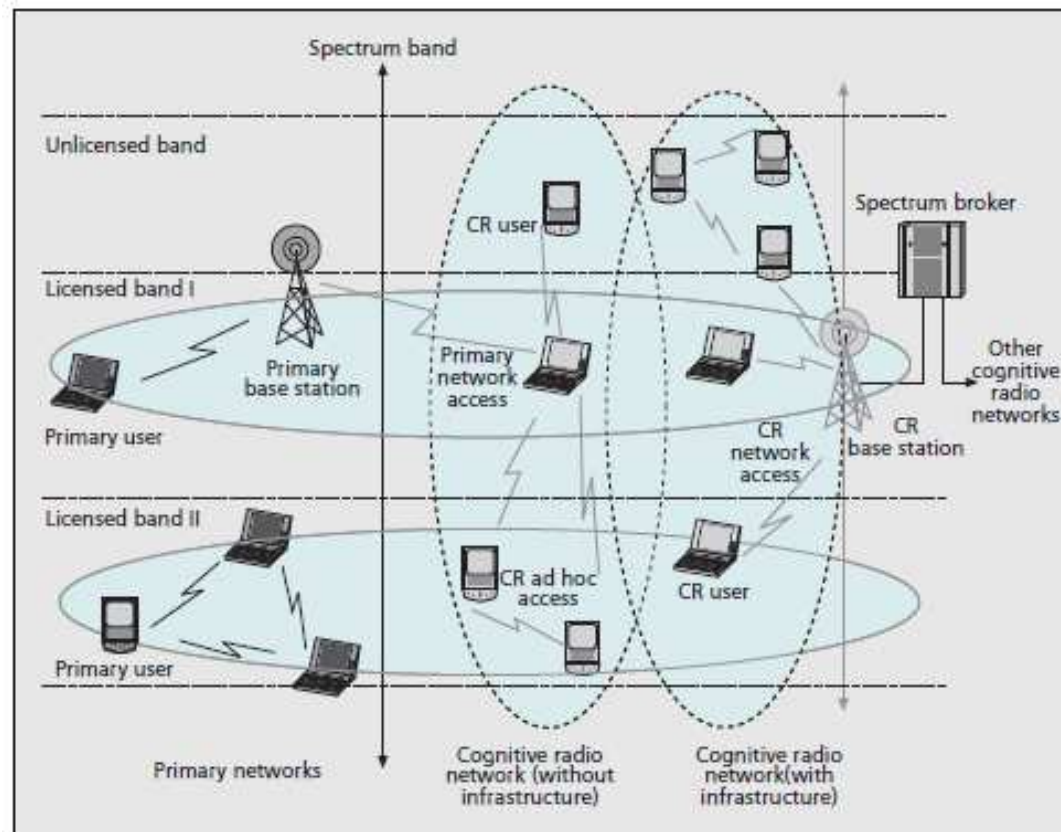 Spectrum band
Unlicensed band
CR user
Spectrum broker
Licensed band I
Primary
base station
Primary
network
access
Other
cognitive
radio
networks
Primary user
CR
network
access
CR
base station
Licensed band II
CR ad hoc
access
CR user
Primary user
Primary networks
Cognitive radio
network (without
infrastructure)
Cognitive radio
network(with
infrastructure)